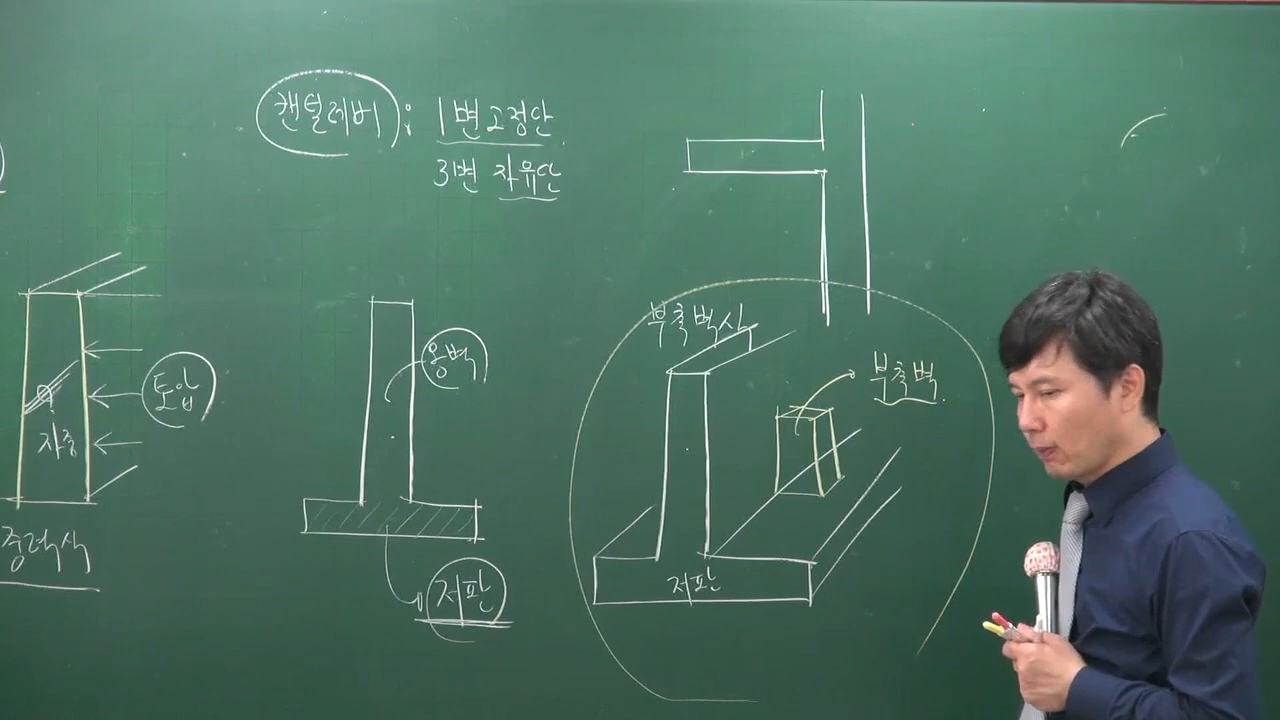 캔틸레버 : 1변 고정단
3변 자유단
토압
자중
중력식
옹벽
저판
부축벽식
부축벽
저판